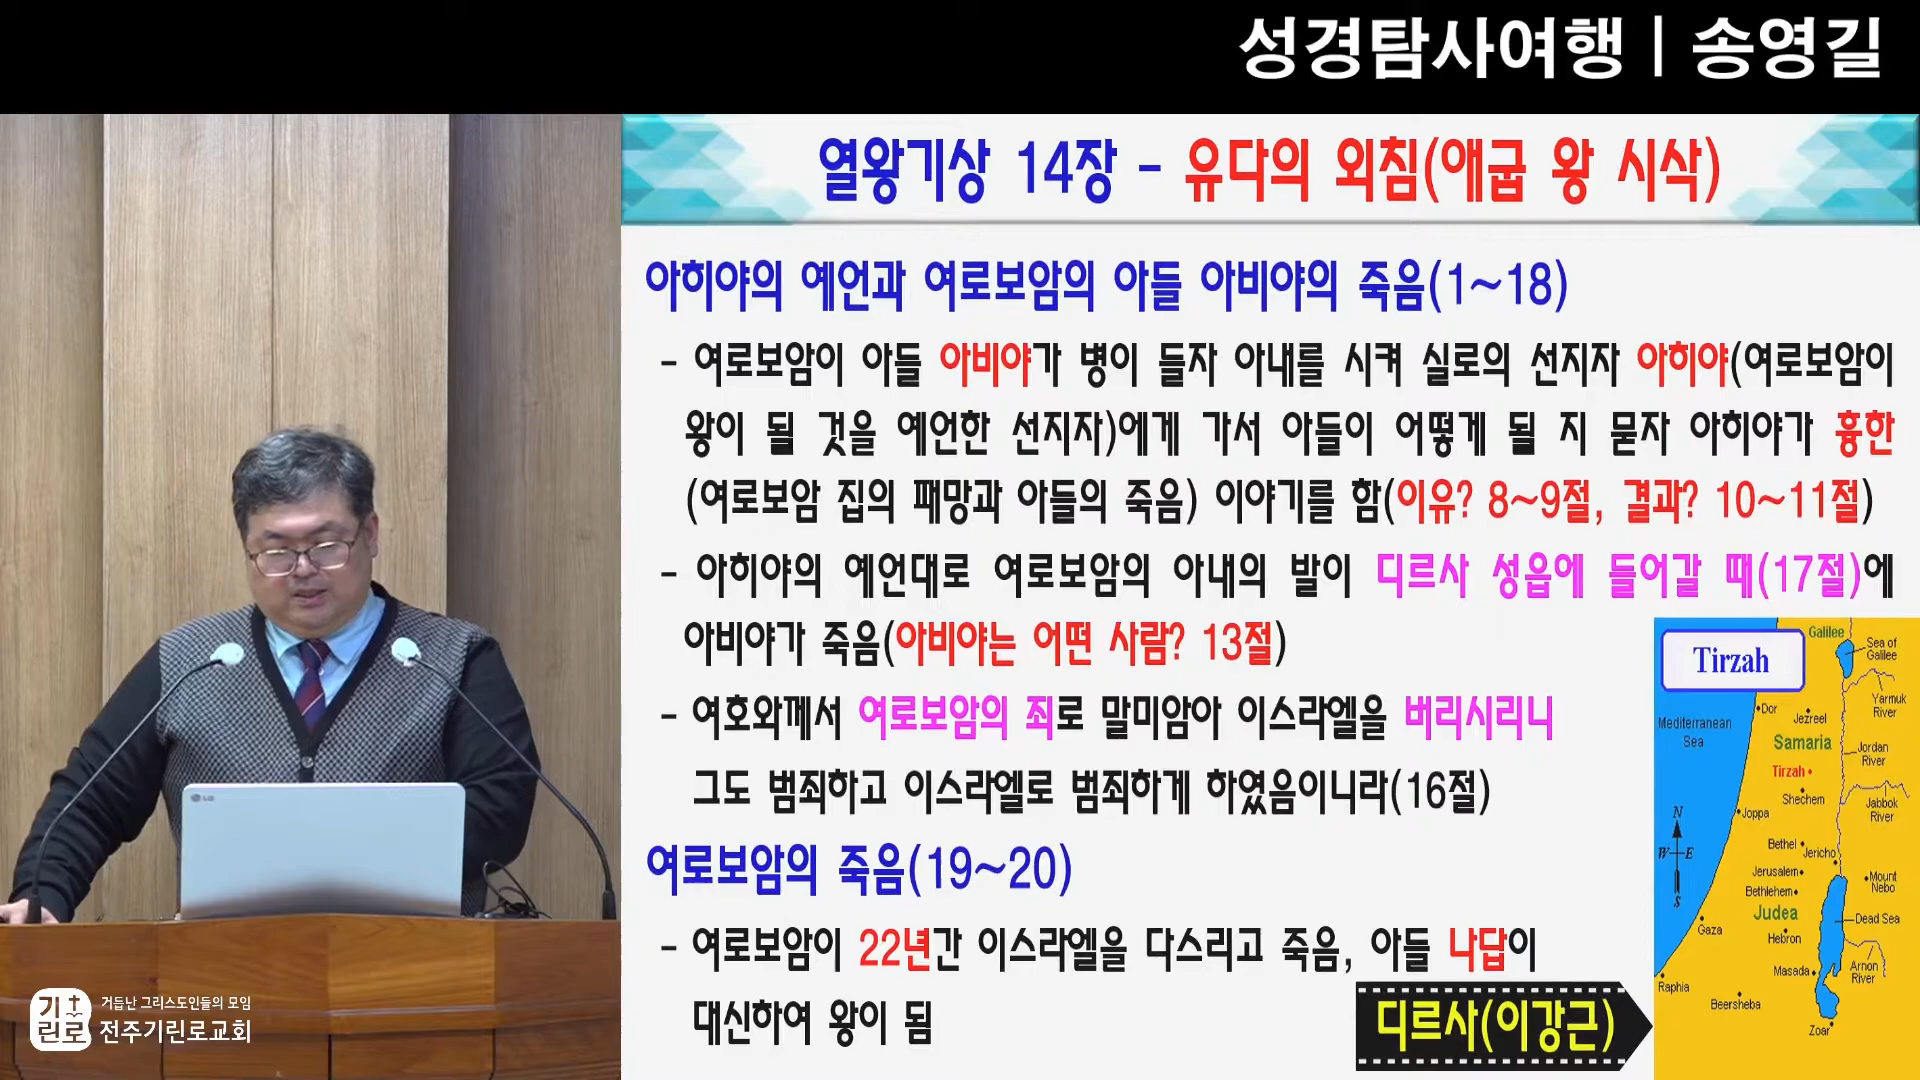 성경탐사여행 | 송영길
열왕기상 14장 - 유다의 외침(애굽 왕 시삭)
아히야의 예언과 여로보암의 아들 아비야의 죽음(1~18)
- 여로보암이 아들 아비야가 병이 들자 아내를 시켜 실로의 선지자 아히야(여로보암이
왕이 될 것을 예언한 선지자)에게 가서 아들이 어떻게 될 지 묻자 아히야가 흉한
(여로보암 집의 패망과 아들의 죽음) 이야기를 함(이유? 8~9절, 결과? 10~11절)
- 아히야의 예언대로 여로보암의 아내의 발이 디르사 성읍에 들어갈 때(17절)에
아비야가 죽음(아비야는 어떤 사람? 13절)
- 여호와께서 여로보암의 죄로 말미암아 이스라엘을 버리시리니
그도 범죄하고 이스라엘로 범죄하게 하였음이니라(16절)
여로보암의 죽음(19~20)
- 여로보암이 22년간 이스라엘을 다스리고 죽음, 아들 나답이
대신하여 왕이 됨
디르사(이강근)
Tirzah
Galilee
Sea of
Galilee
Yarmuk
River
Dor
Jezreel
Mediterranean
Sea
Samaria
Jordan
River
Tirzah
Shechem
Jabbok
River
Joppa
N
W E
S
Bethel
Jericho
Jerusalem
Mount
Nebo
Bethlehem
Judea
Dead Sea
Gaza
Hebron
Masada
Arnon
River
Raphia
Beersheba
Zoar
LG
기
린로
거듭난 그리스도인들의 모임
전주기린로교회